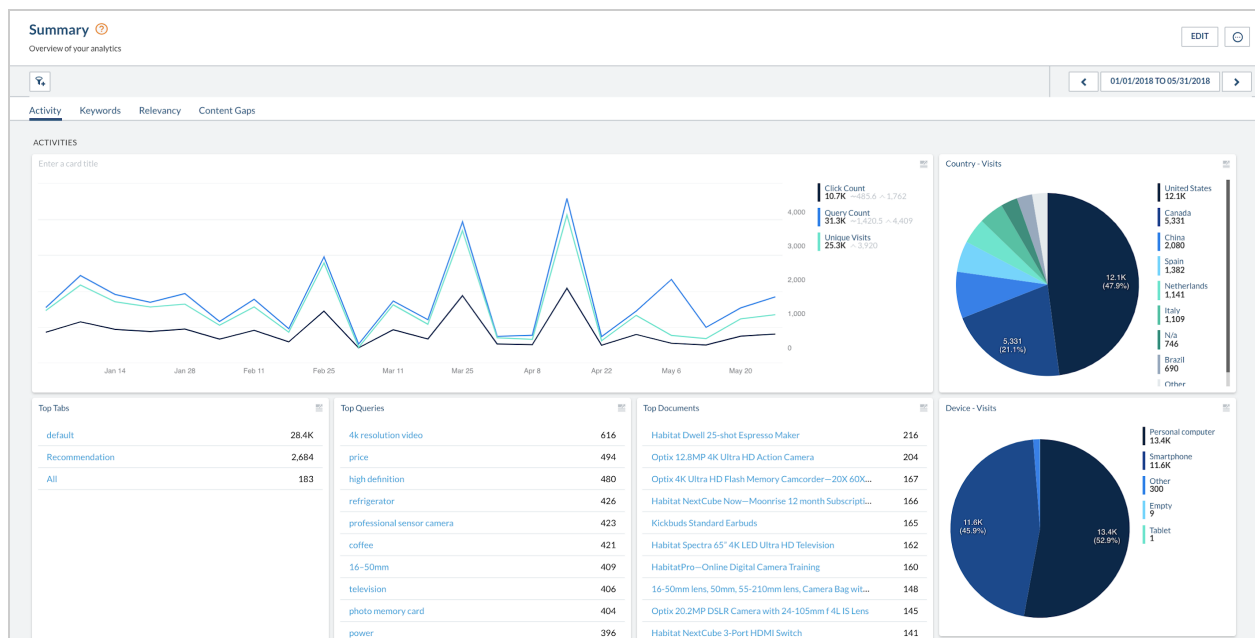 Summary ?
Overview of your analytics
EDIT
01/01/2018 TO 05/31/2018
Activity Keywords Relevancy Content Gaps
ACTIVITIES
Enter a card title
4,000
3,000
2,000
1,000
0
Jan 14 Jan 28 Feb 11 Feb 25 Mar 11 Mar 25 Apr 8 Apr 22 May 6 May 20
Click Count
10.7K —485.6 ^ 1,762
Query Count
31.3K —1,420.5 ^ 4,409
Unique Visits
25.3K ^ 3,920
Country - Visits
12.1K
(47.9%)
5,331
(21.1%)
United States
12.1K
Canada
5,331
China
2,080
Spain
1,382
Netherlands
1,141
Italy
1,109
N/a
746
Brazil
690
Other
Top Tabs
default 28.4K
Recommendation 2,684
All 183
Top Queries
4k resolution video 616
price 494
high definition 480
refrigerator 426
professional sensor camera 423
coffee 421
16–50mm 409
television 406
photo memory card 404
power 396
Top Documents
Habitat Dwell 25-shot Espresso Maker 216
Optix 12.8MP 4K Ultra HD Action Camera 204
Optix 4K Ultra HD Flash Memory Camcorder—20X 60X... 167
Habitat NextCube Now—Moonrise 12 month Subscripti... 166
Kickbuds Standard Earbuds 165
Habitat Spectra 65" 4K LED Ultra HD Television 162
HabitatPro—Online Digital Camera Training 160
16-50mm lens, 50mm, 55-210mm lens, Camera Bag wit... 148
Optix 20.2MP DSLR Camera with 24-105mm f 4L IS Lens 145
Habitat NextCube 3-Port HDMI Switch 141
Device - Visits
11.6K
(45.9%)
13.4K
(52.9%)
Personal computer
13.4K
Smartphone
11.6K
Other
300
Empty
9
Tablet
1